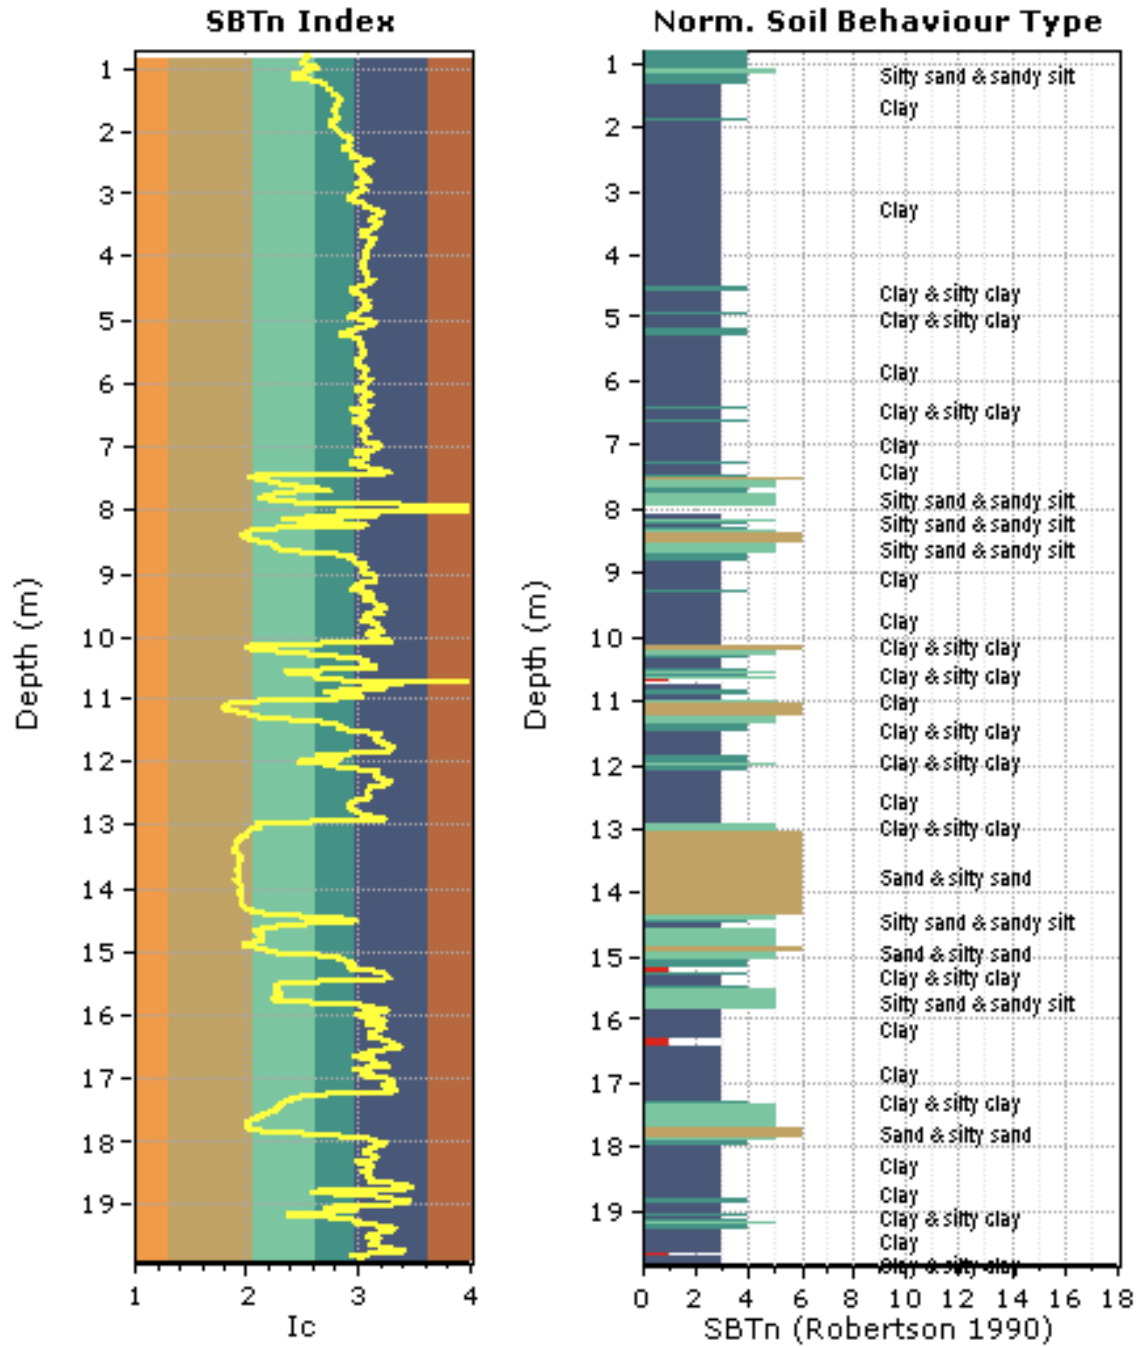 SBTn Index
1
2
3
4
5
6
7
8
9
10
11
12
13
14
15
16
17
18
19
Depth (m)
1 2 3 4
Ic
Norm. Soil Behaviour Type
1
2
3
4
5
6
7
8
9
10
11
12
13
14
15
16
17
18
19
Depth (m)
Silty sand & sandy silt
Clay
Clay
Clay & silty clay
Clay & silty clay
Clay
Clay & silty clay
Clay
Clay
Silty sand & sandy silt
Silty sand & sandy silt
Silty sand & sandy silt
Clay
Clay
Clay & silty clay
Clay & silty clay
Clay
Clay & silty clay
Clay & silty clay
Clay
Clay & silty clay
Sand & silty sand
Silty sand & sandy silt
Sand & silty sand
Clay & silty clay
Silty sand & sandy silt
Clay
Clay
Clay & silty clay
Sand & silty sand
Clay
Clay
Clay & silty clay
Clay
Clay & silty clay
0 2 4 6 8 10 12 14 16 18
SBTn (Robertson 1990)